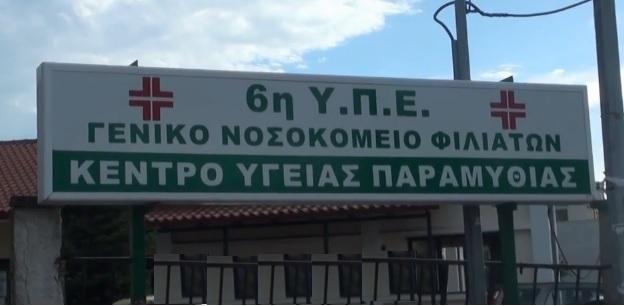 6η Υ.Π.Ε.
ΓΕΝΙΚΟ ΝΟΣΟΚΟΜΕΙΟ ΦΙΛΙΑΤΩΝ
ΚΕΝΤΡΟ ΥΓΕΙΑΣ ΠΑΡΑΜΥΘΙΑΣ